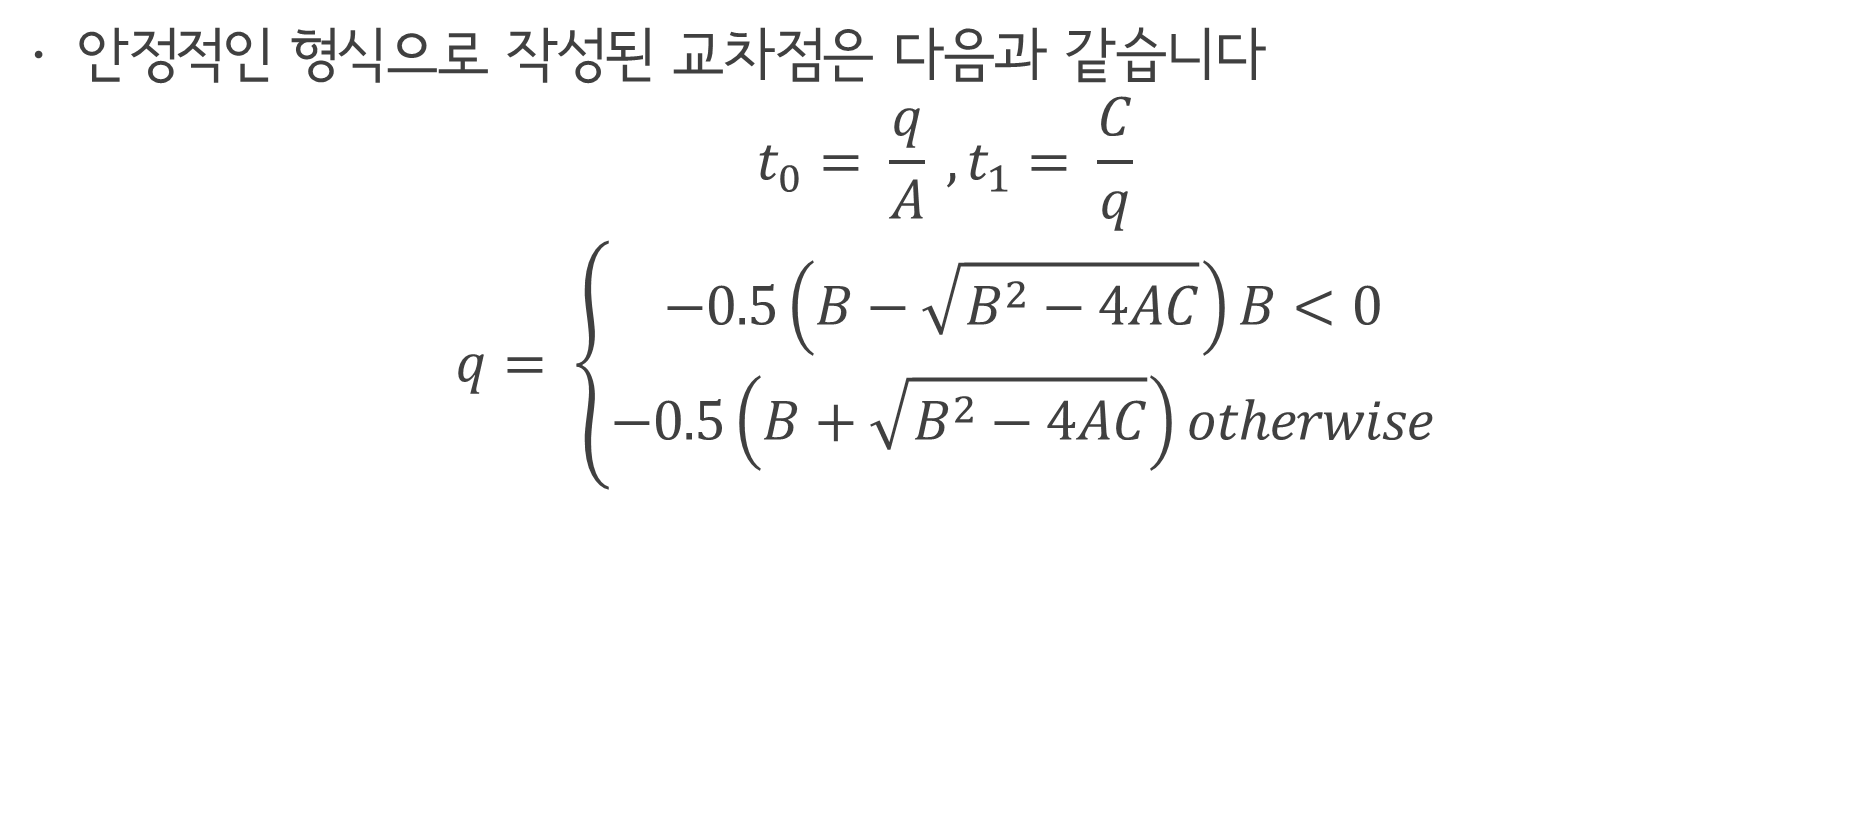 · 안정적인 형식으로 작성된 교차점은 다음과 같습니다
t₀ = q/A , t₁ = C/q
q = { −0.5(B − √(B² − 4AC)) B < 0
−0.5(B + √(B² − 4AC)) otherwise